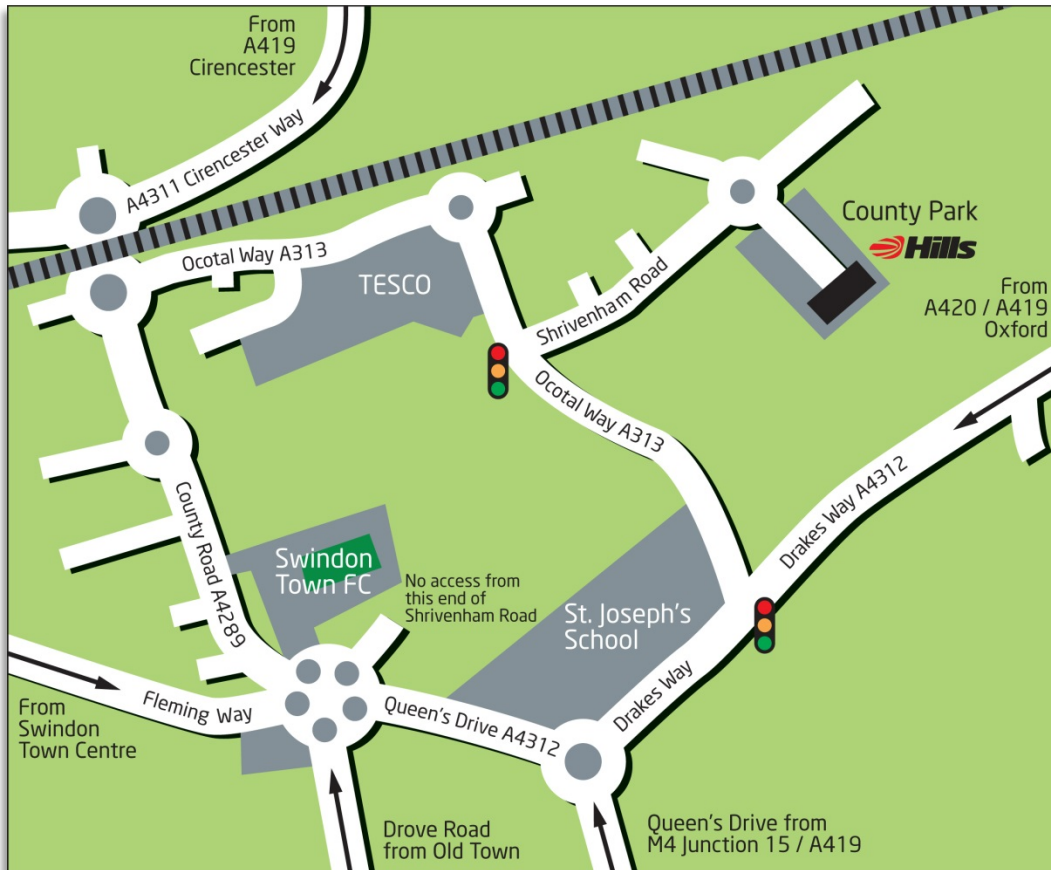 From
A419
Cirencester
A4311 Cirencester Way
Ocotal Way A313
TESCO
County Park
Hills
Shrivenham Road
From
A420 / A419
Oxford
Ocotal Way A313
Drakes Way A4312
County Road A4289
Swindon
Town FC
No access from
this end of
Shrivenham Road
St. Joseph's
School
From
Swindon
Town Centre
Fleming Way
Queen's Drive A4312
Drakes Way
Drove Road
from Old Town
Queen's Drive from
M4 Junction 15 / A419